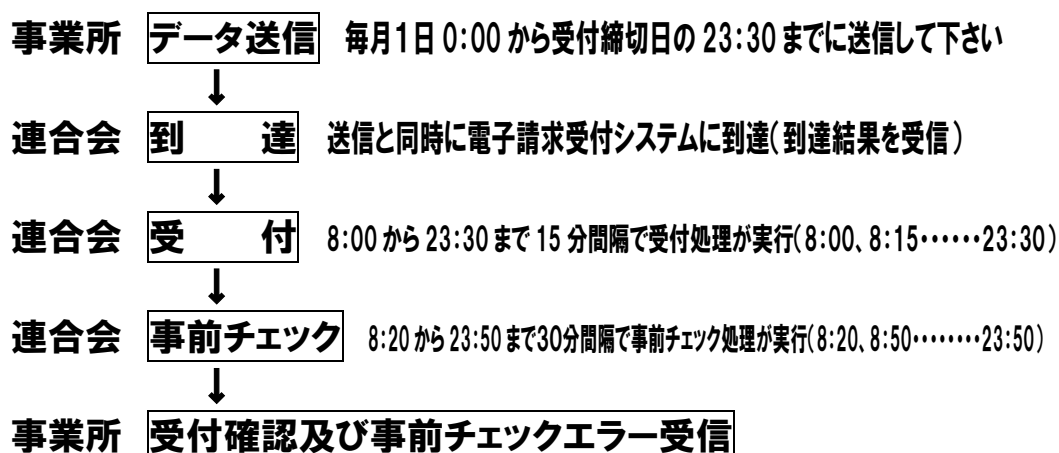 事業所 データ送信 毎月1日 0:00 から受付締切日の 23:30 までに送信して下さい
↓
連合会 到　達 送信と同時に電子請求受付システムに到達(到達結果を受信)
↓
連合会 受　付 8:00 から 23:30 まで 15 分間隔で受付処理が実行(8:00、8:15‥‥‥23:30)
↓
連合会 事前チェック 8:20 から 23:50 まで30分間隔で事前チェック処理が実行(8:20、8:50‥‥‥‥23:50)
↓
事業所 受付確認及び事前チェックエラー受信